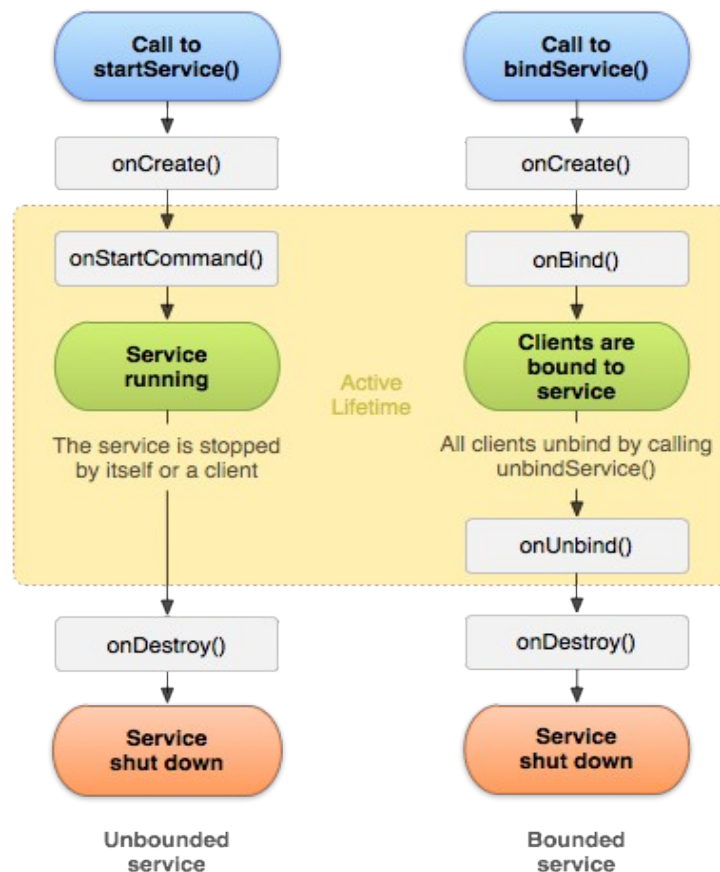 Call to
startService()
onCreate()
onStartCommand()
Service
running
The service is stopped
by itself or a client
onDestroy()
Service
shut down
Unbounded
service
Active
Lifetime
Call to
bindService()
onCreate()
onBind()
Clients are
bound to
service
All clients unbind by calling
unbindService()
onUnbind()
onDestroy()
Service
shut down
Bounded
service